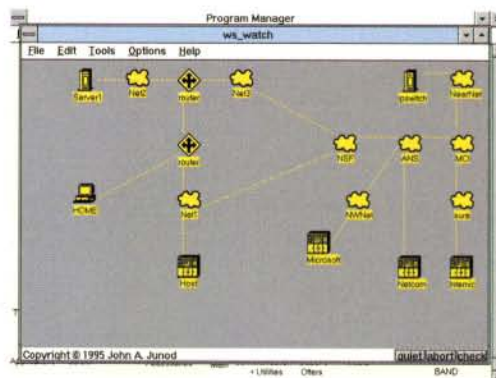 Program Manager
ws_watch
File Edit Tools Options Help
Server1 Net2 router Net3 ipswitch NearNet
router NSF ANS MCI
HOME Net1 NWNet sura
Host Microsoft Netcom Internic
Copyright © 1995 John A. Junod quiet abort check
Main
+ Utilities Offers BAND